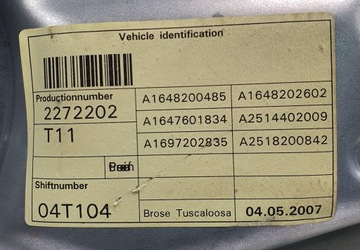 Vehicle identification
Productionnumber
2272202
T11
Shiftnumber
04T104
A1648200485 A1648202602
A1647601834 A2514402009
A1697202835 A2518200842
Brose Tuscaloosa 04.05.2007